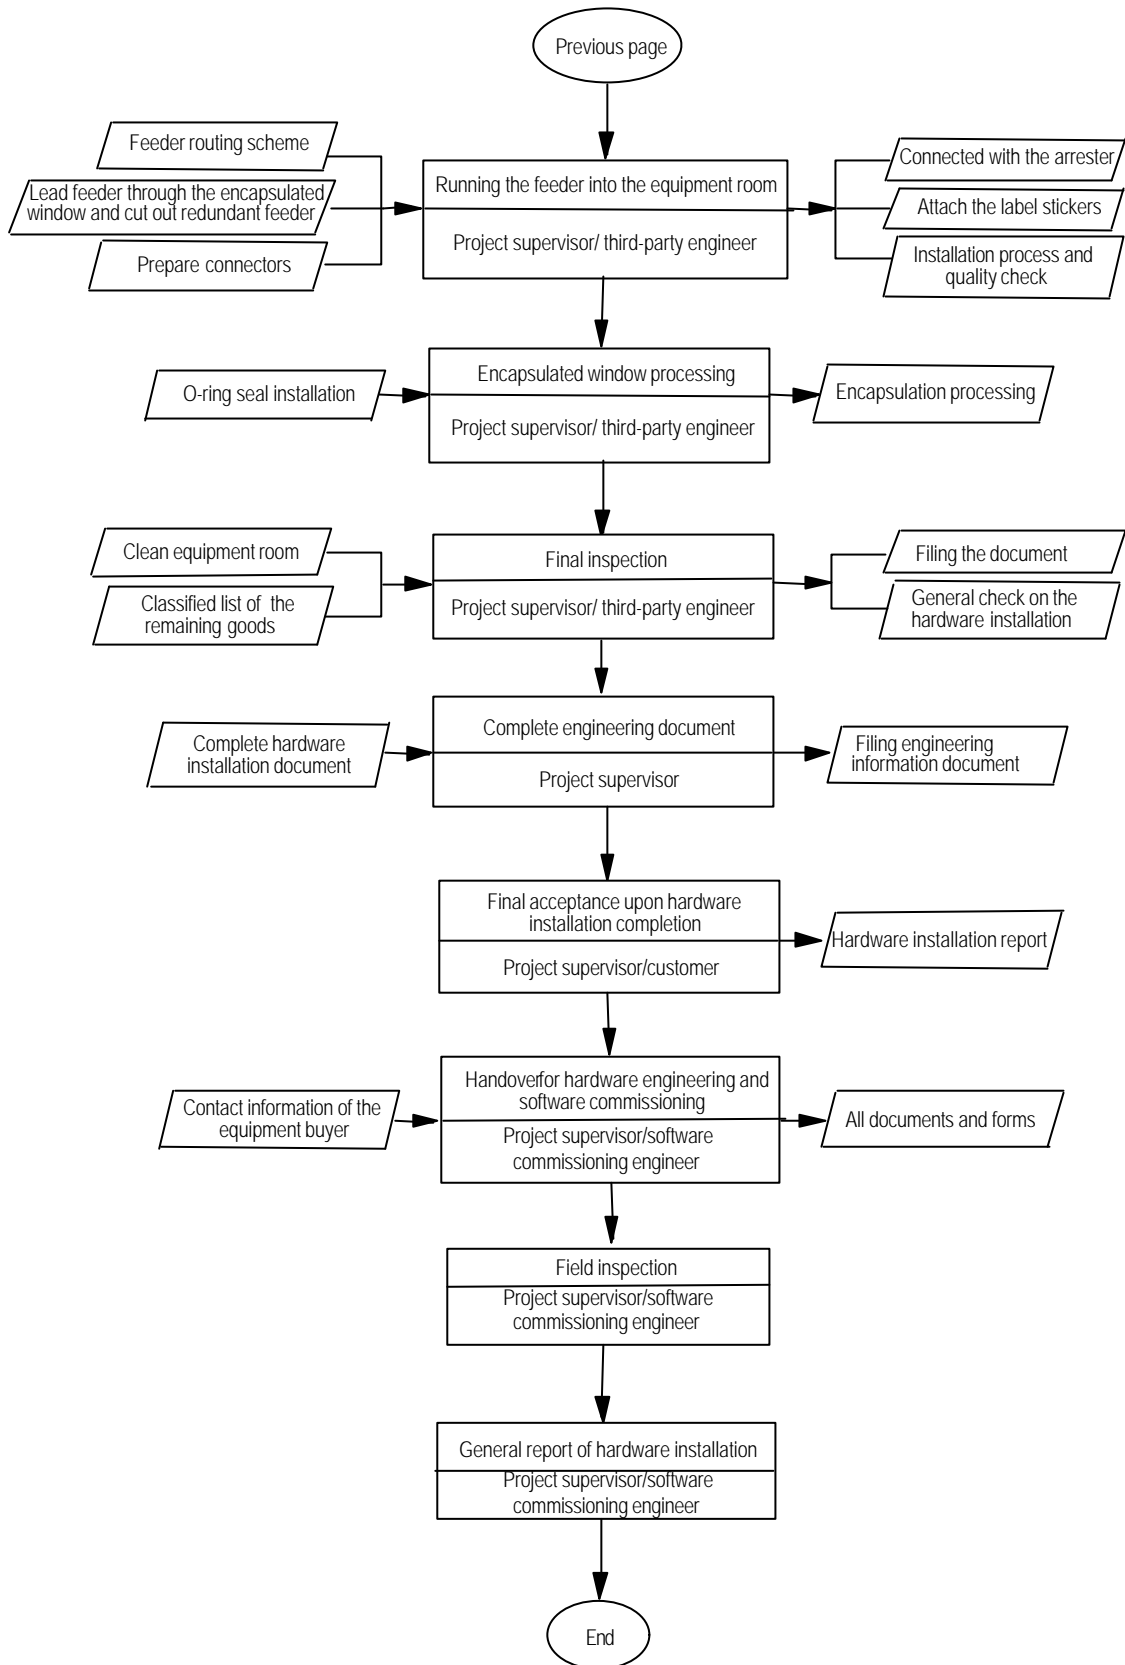 Previous page
Feeder routing scheme
Lead feeder through the encapsulated
window and cut out redundant feeder
Prepare connectors
Running the feeder into the equipment room
Project supervisor/ third-party engineer
Connected with the arrester
Attach the label stickers
Installation process and
quality check
O-ring seal installation
Encapsulated window processing
Project supervisor/ third-party engineer
Encapsulation processing
Clean equipment room
Classified list of the
remaining goods
Final inspection
Project supervisor/ third-party engineer
Filing the document
General check on the
hardware installation
Complete hardware
installation document
Complete engineering document
Project supervisor
Filing engineering
information document
Final acceptance upon hardware
installation completion
Project supervisor/customer
Hardware installation report
Contact information of the
equipment buyer
Handoverfor hardware engineering and
software commissioning
Project supervisor/software
commissioning engineer
All documents and forms
Field inspection
Project supervisor/software
commissioning engineer
General report of hardware installation
Project supervisor/software
commissioning engineer
End